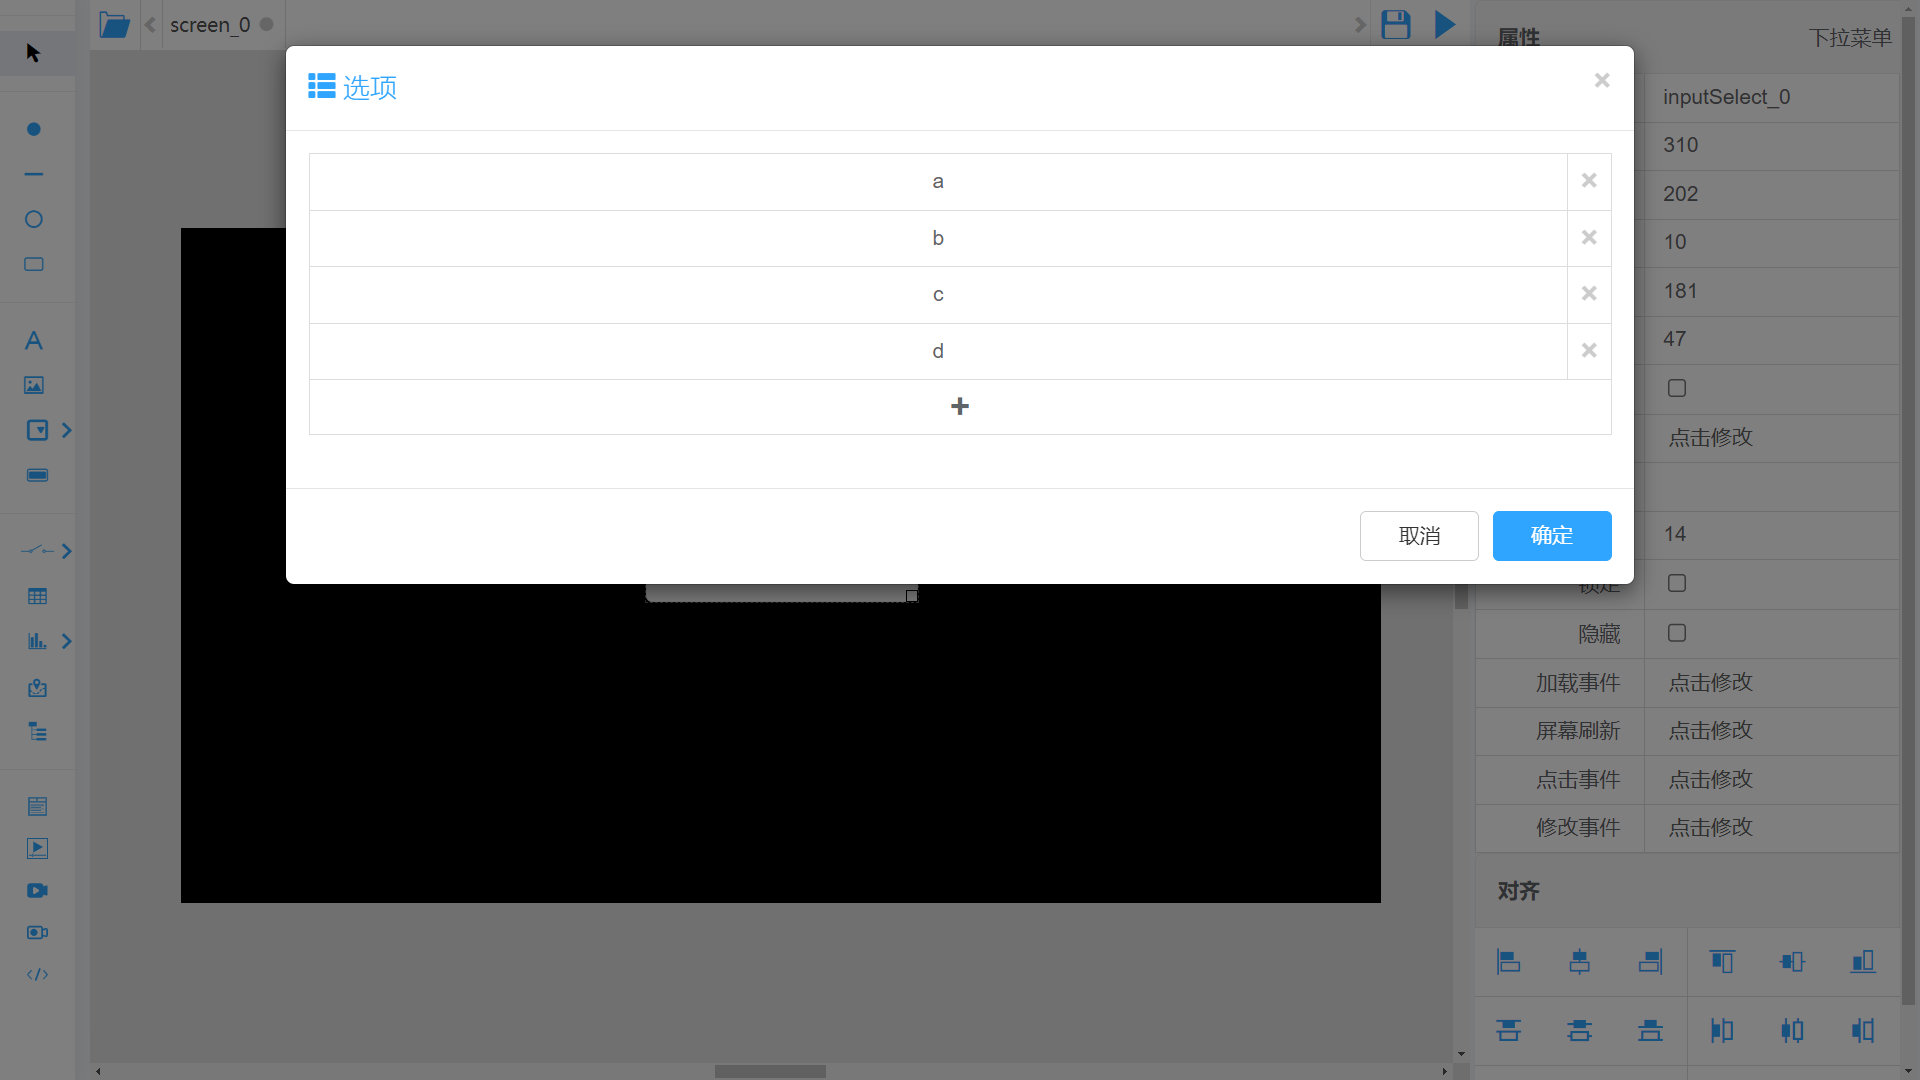 screen_0
属性
下拉菜单
选项
a
b
c
d
取消
确定
inputSelect_0
310
202
10
181
47
点击修改
14
锁定
隐藏
加载事件
点击修改
屏幕刷新
点击修改
点击事件
点击修改
修改事件
点击修改
对齐